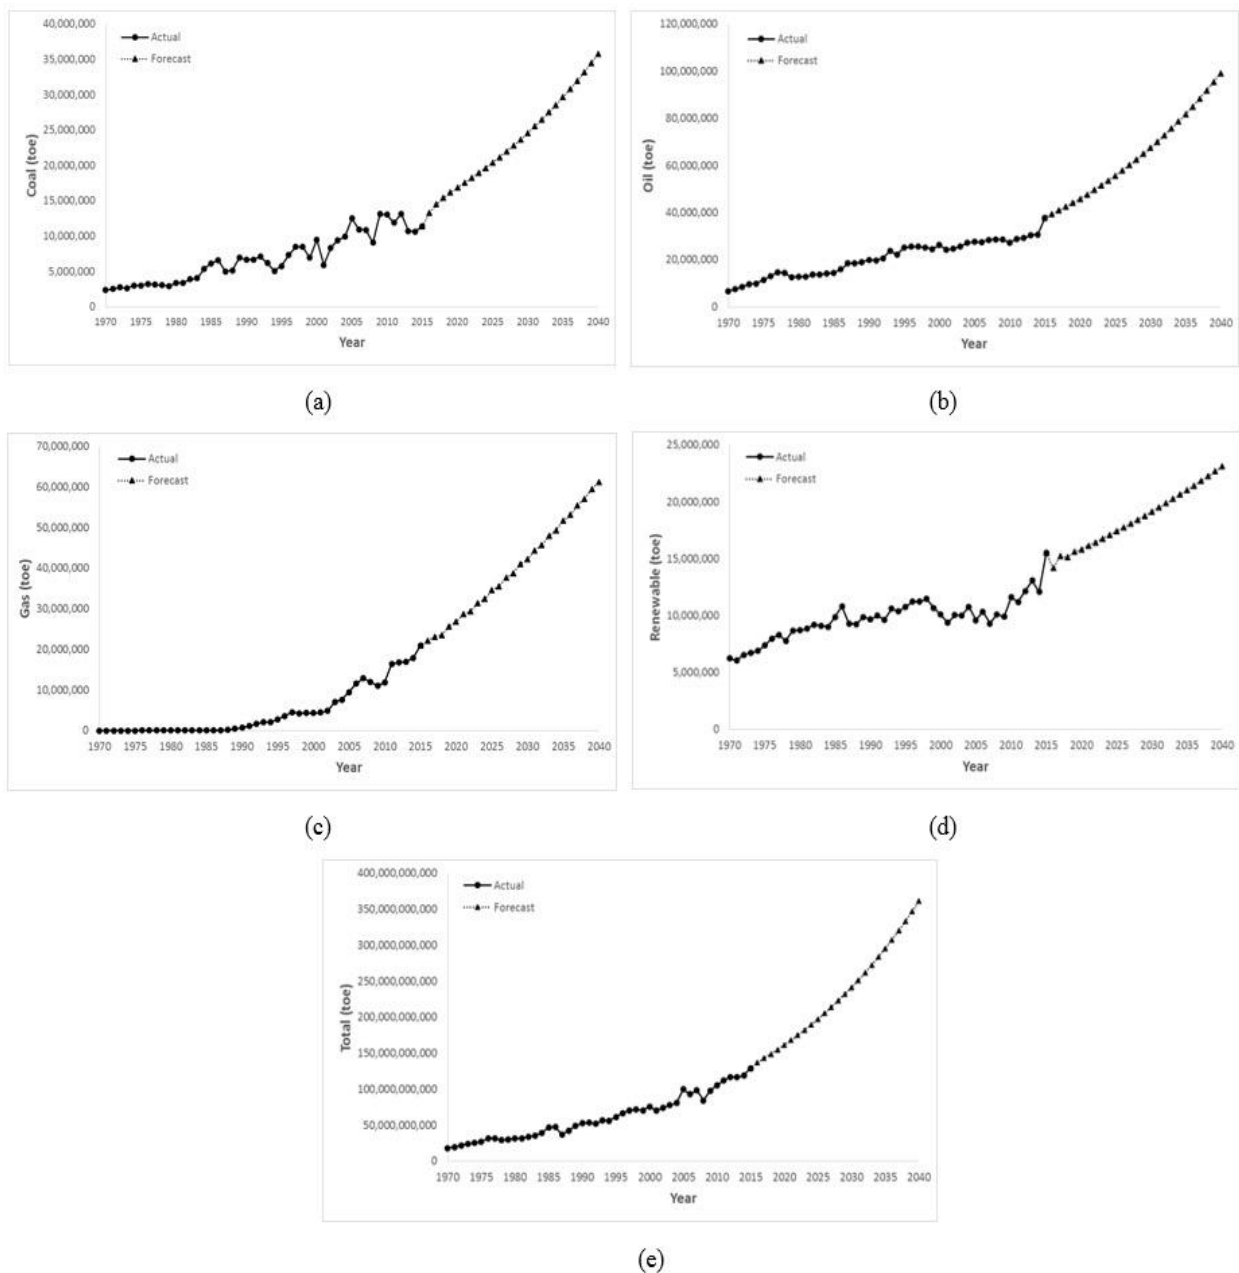 40,000,000
35,000,000
30,000,000
25,000,000
20,000,000
15,000,000
10,000,000
5,000,000
0
Coal (toe)
Actual
Forecast
1970 1975 1980 1985 1990 1995 2000 2005 2010 2015 2020 2025 2030 2035 2040
Year
(a)
120,000,000
100,000,000
80,000,000
60,000,000
40,000,000
20,000,000
0
Oil (toe)
Actual
Forecast
1970 1975 1980 1985 1990 1995 2000 2005 2010 2015 2020 2025 2030 2035 2040
Year
(b)
70,000,000
60,000,000
50,000,000
40,000,000
30,000,000
20,000,000
10,000,000
0
Gas (toe)
Actual
Forecast
1970 1975 1980 1985 1990 1995 2000 2005 2010 2015 2020 2025 2030 2035 2040
Year
(c)
25,000,000
20,000,000
15,000,000
10,000,000
5,000,000
0
Renewable (toe)
Actual
Forecast
1970 1975 1980 1985 1990 1995 2000 2005 2010 2015 2020 2025 2030 2035 2040
Year
(d)
400,000,000,000
350,000,000,000
300,000,000,000
250,000,000,000
200,000,000,000
150,000,000,000
100,000,000,000
50,000,000,000
0
Total (toe)
Actual
Forecast
1970 1975 1980 1985 1990 1995 2000 2005 2010 2015 2020 2025 2030 2035 2040
Year
(e)